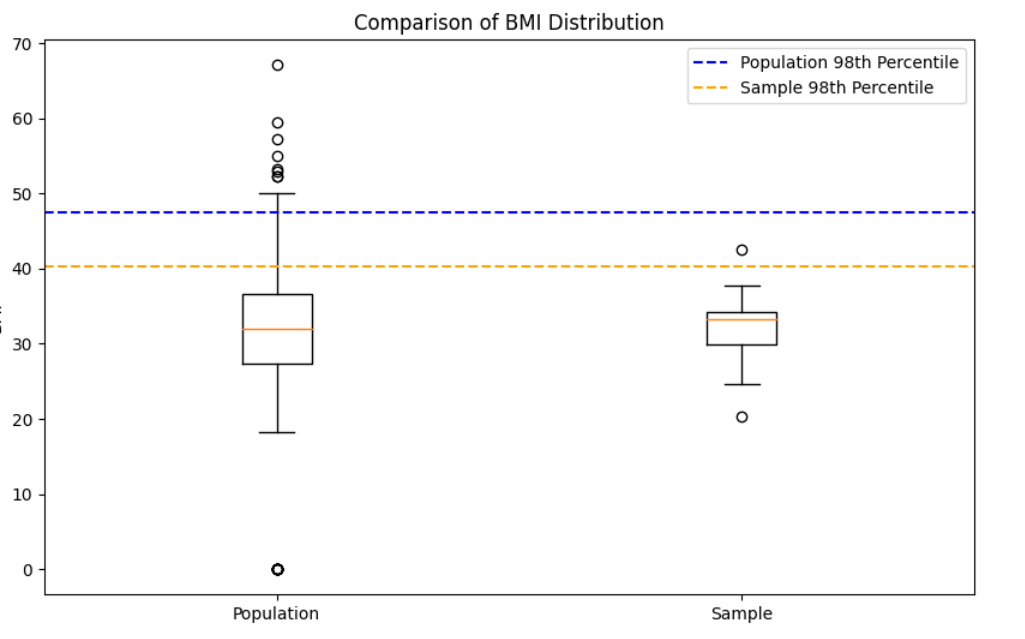 Comparison of BMI Distribution
Population 98th Percentile
Sample 98th Percentile
70
60
50
40
30
20
10
0
Population
Sample